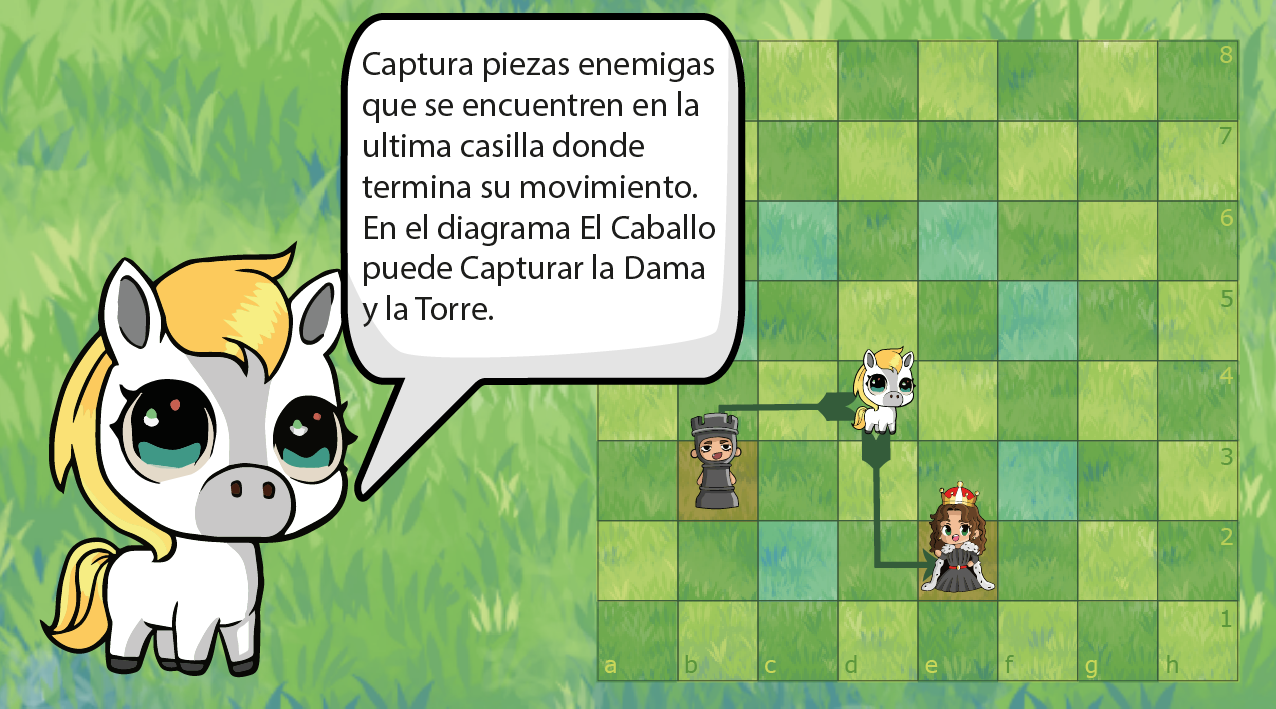 Captura piezas enemigas
que se encuentren en la
ultima casilla donde
termina su movimiento.
En el diagrama El Caballo
puede Capturar la Dama
y la Torre.
8
7
6
5
4
3
2
1
a b c d e f g h